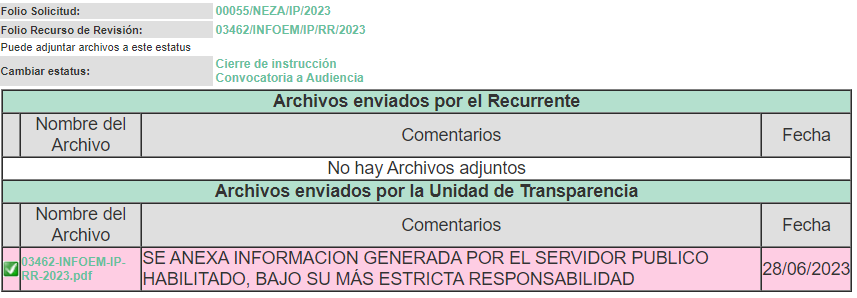 Folio Solicitud: 00055/NEZA/IP/2023
Folio Recurso de Revisión: 03462/INFOEM/IP/RR/2023
Puede adjuntar archivos a este estatus
Cambiar estatus: Cierre de instrucción
Convocatoria a Audiencia
Archivos enviados por el Recurrente
Nombre del
Archivo
Comentarios
Fecha
No hay Archivos adjuntos
Archivos enviados por la Unidad de Transparencia
Nombre del
Archivo
Comentarios
Fecha
03462-INFOEM-IP-
RR-2023.pdf
SE ANEXA INFORMACION GENERADA POR EL SERVIDOR PUBLICO
HABILITADO, BAJO SU MÁS ESTRICTA RESPONSABILIDAD
28/06/2023